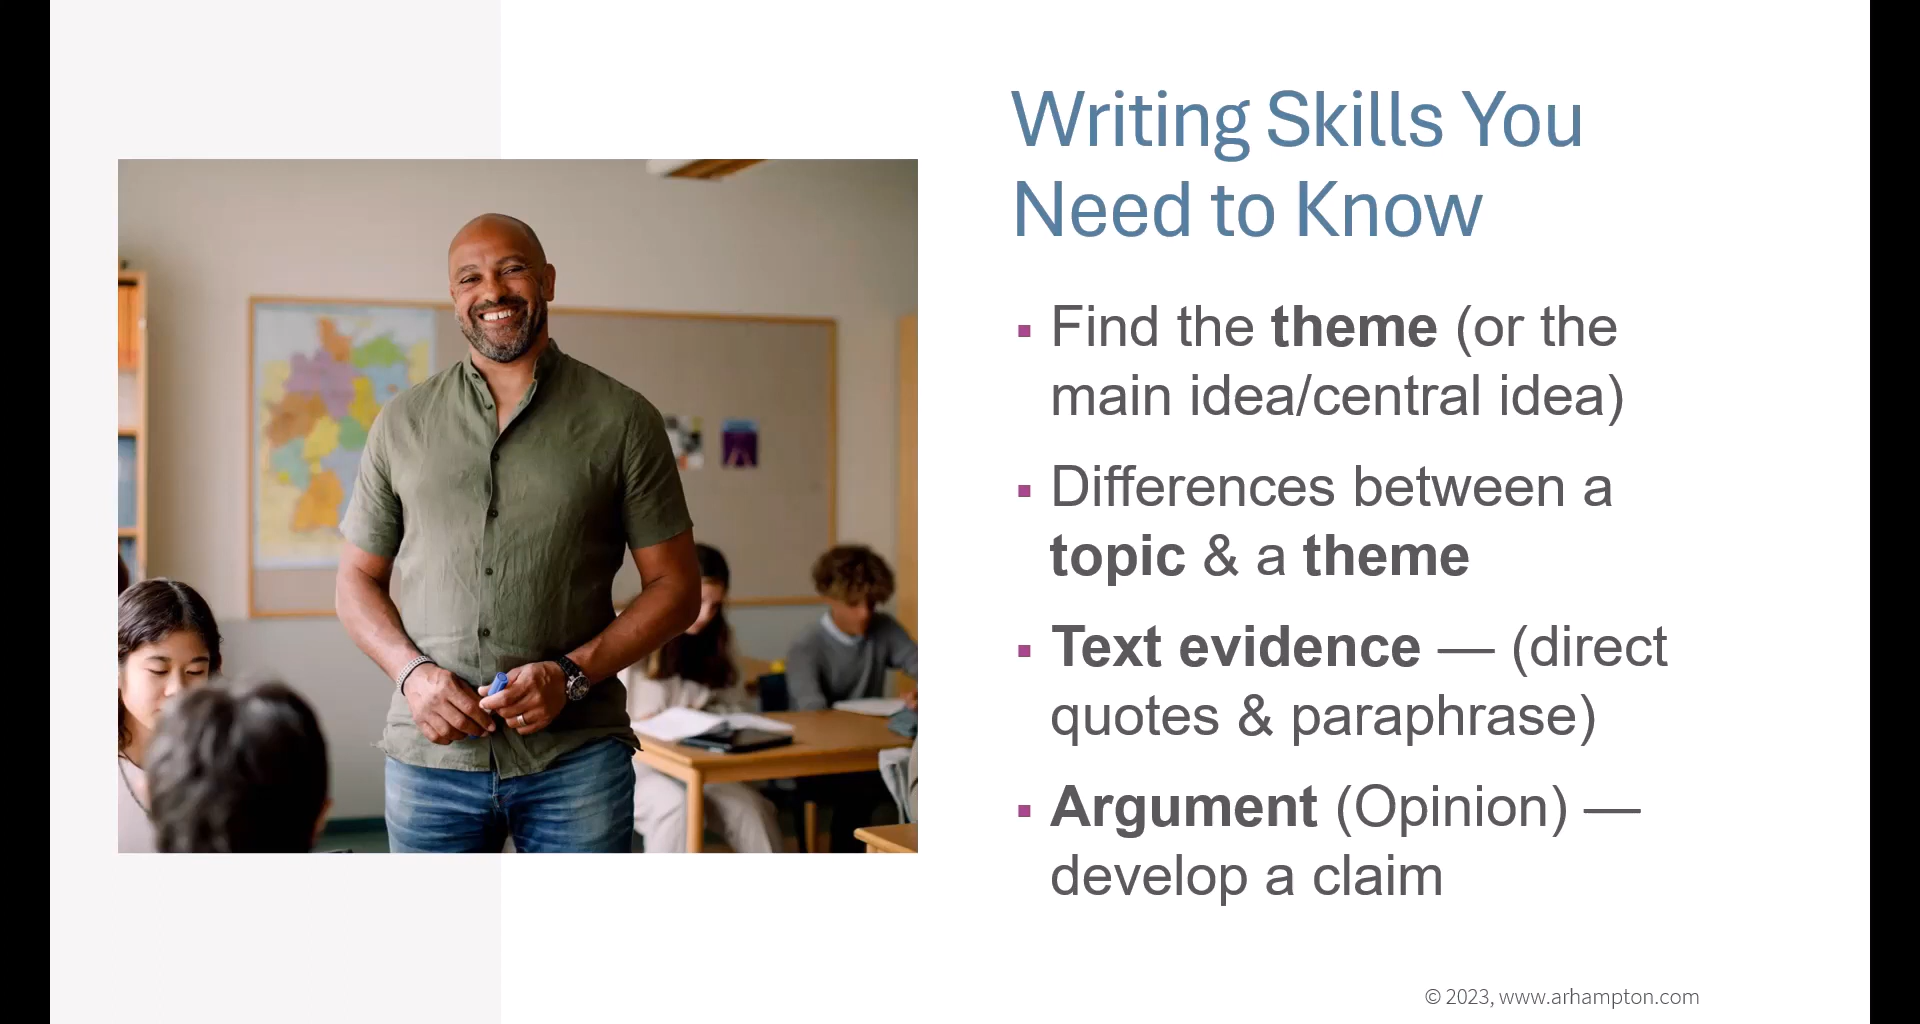 Writing Skills You
Need to Know
▪ Find the theme (or the
main idea/central idea)
▪ Differences between a
topic & a theme
▪ Text evidence — (direct
quotes & paraphrase)
▪ Argument (Opinion) —
develop a claim
© 2023, www.arhampton.com